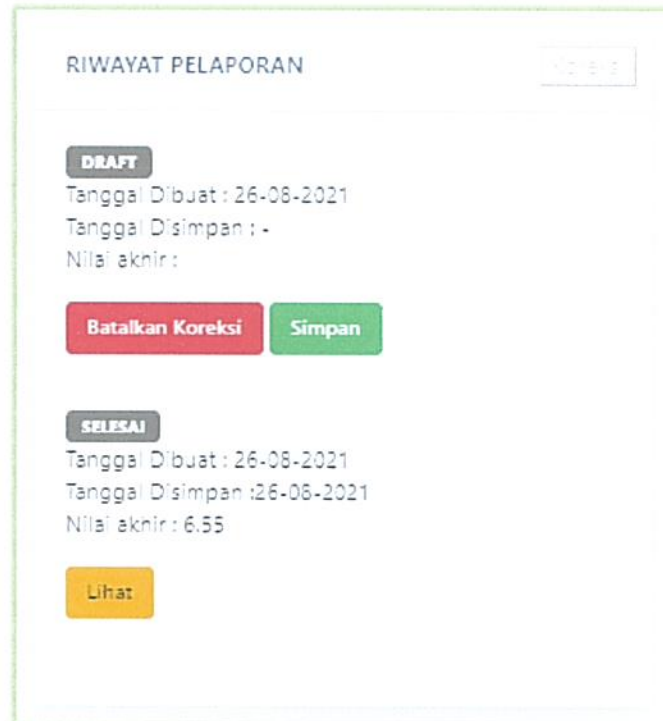 RIWAYAT PELAPORAN
DRAFT
Tanggal Dibuat : 26-08-2021
Tanggal Disimpan : -
Nilai akhir :
Batalkan Koreksi Simpan
SELESAI
Tanggal Dibuat : 26-08-2021
Tanggal Disimpan :26-08-2021
Nilai akhir : 6.55
Lihat